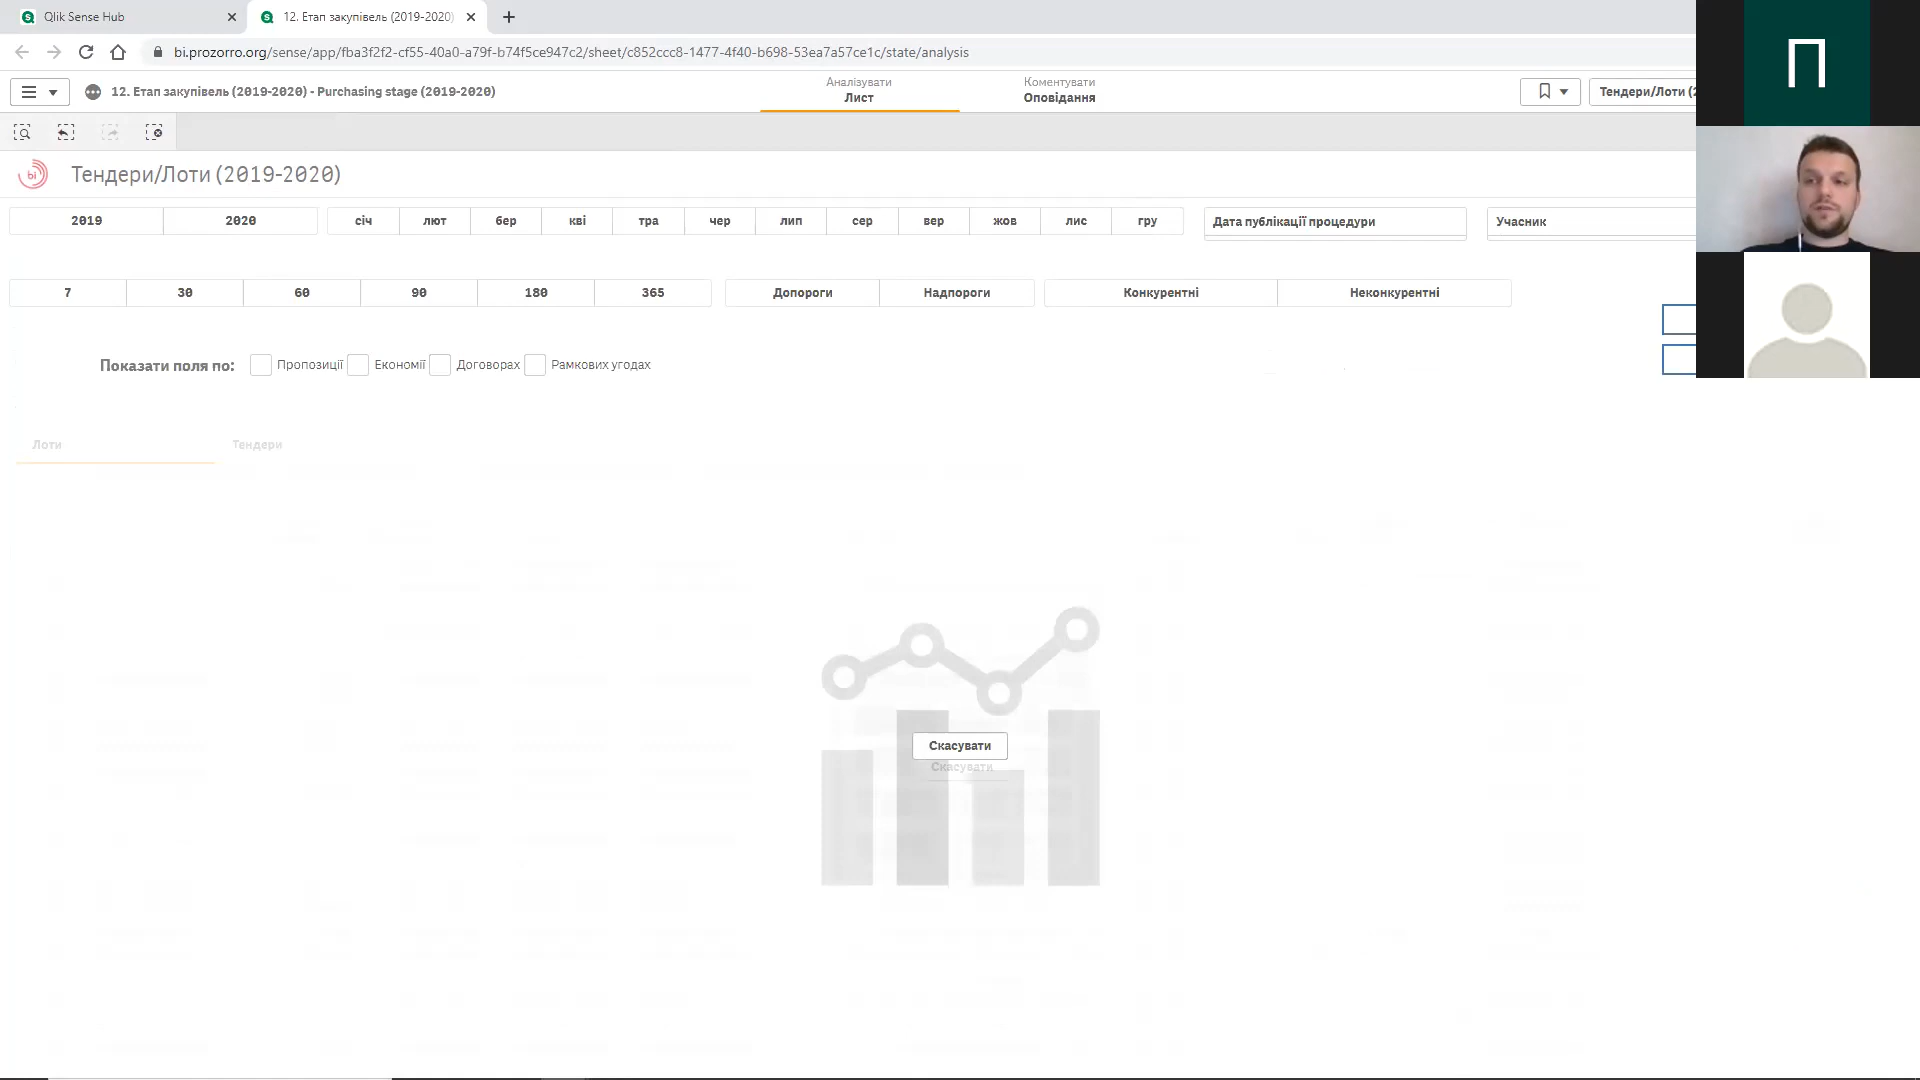 Qlik Sense Hub
12. Етап закупівель (2019-2020)
bi.prozorro.org/sense/app/fba3f2f2-cf55-40a0-a79f-b74f5ce947c2/sheet/c852ccc8-1477-4f40-b698-53ea7a57ce1c/state/analysis
12. Етап закупівель (2019-2020) - Purchasing stage (2019-2020)
Аналізувати
Лист
Коментувати
Оповідання
Тендери/Лоти (2
bi
Тендери/Лоти (2019-2020)
2019 2020 січ лют бер кві тра чер лип сер вер жов лис гру Дата публікації процедури Учасник
7 30 60 90 180 365 Допороги Надпороги Конкурентні Неконкурентні
Показати поля по: Пропозиції Економії Договорах Рамкових угодах
Лоти Тендери
Скасувати
Скасувати
П